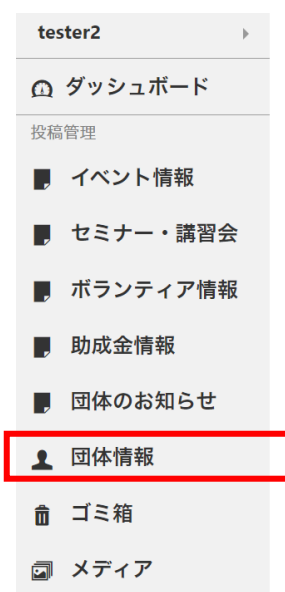 tester2
ダッシュボード
投稿管理
イベント情報
セミナー・講習会
ボランティア情報
助成金情報
団体のお知らせ
団体情報
ゴミ箱
メディア